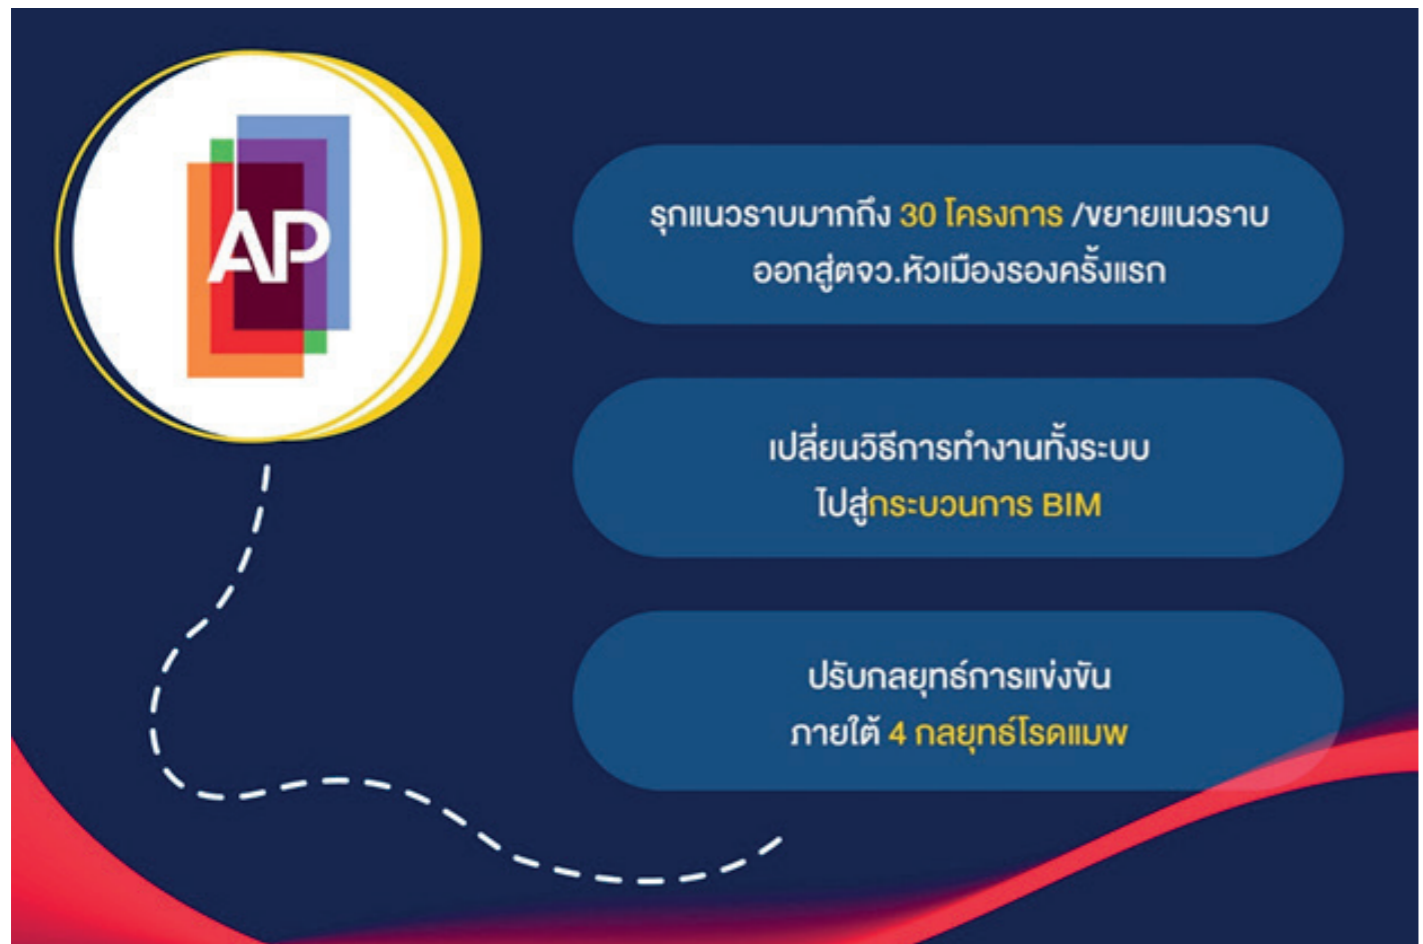 AP
รุกแนวราบมากถึง 30 โครงการ /ขยายแนวราบ
ออกสู่ตจว.หัวเมืองรองครั้งแรก
เปลี่ยนวิธีการทำงานทั้งระบบ
ไปสู่กระบวนการ BIM
ปรับกลยุทธ์การแข่งขัน
ภายใต้ 4 กลยุทธ์โรดแมพ